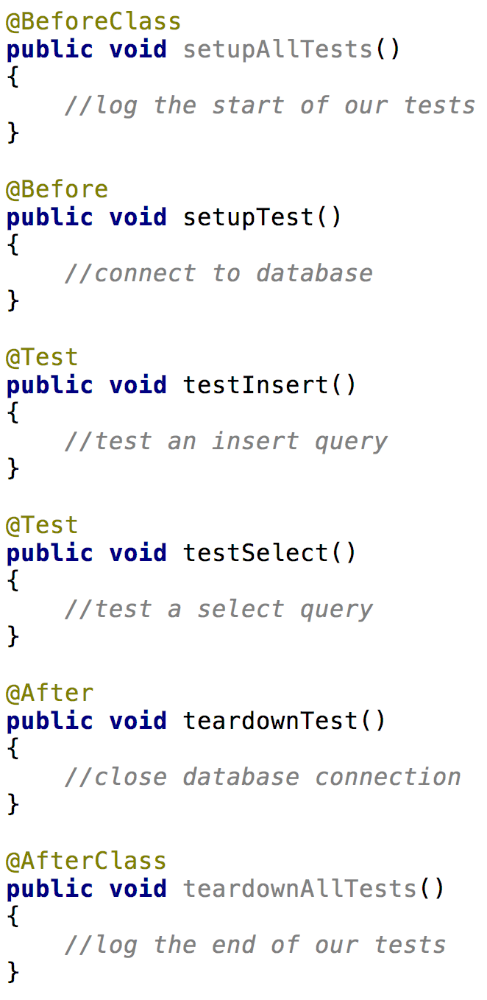 @BeforeClass
public void setupAllTests()
{
    //log the start of our tests
}

@Before
public void setupTest()
{
    //connect to database
}

@Test
public void testInsert()
{
    //test an insert query
}

@Test
public void testSelect()
{
    //test a select query
}

@After
public void teardownTest()
{
    //close database connection
}

@AfterClass
public void teardownAllTests()
{
    //log the end of our tests
}